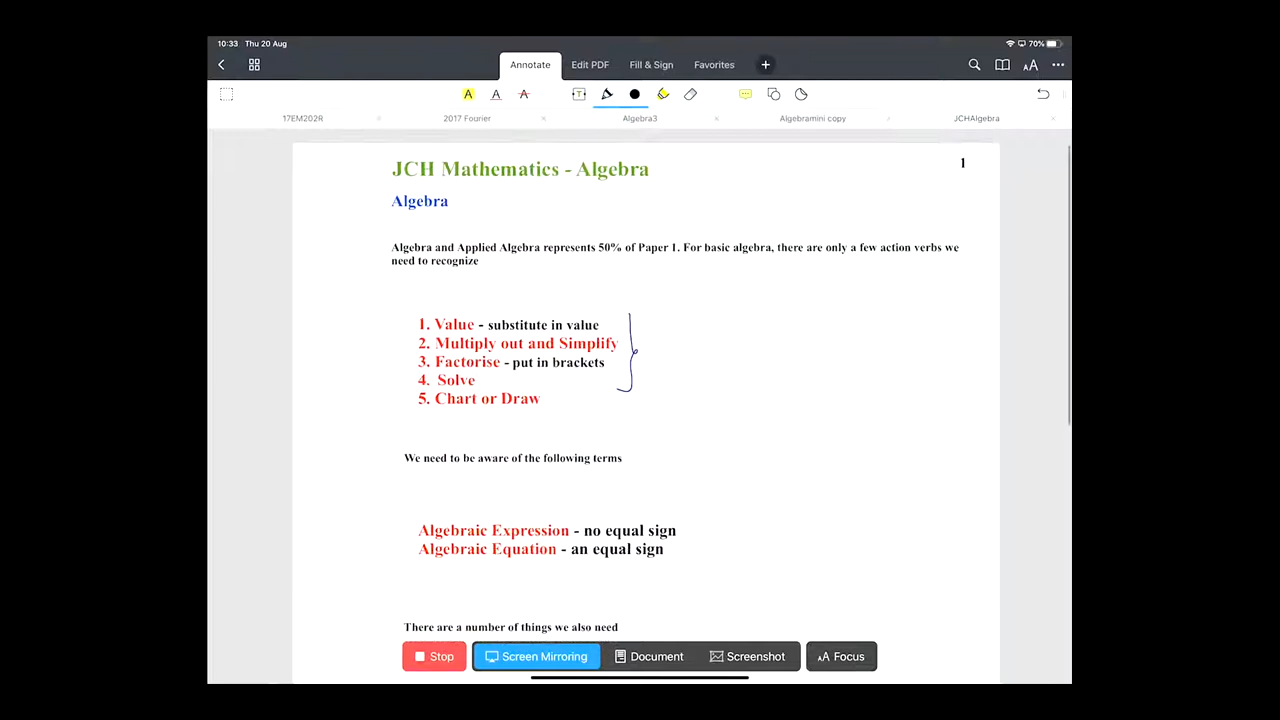 10:33 Thu 20 Aug
70%
Annotate Edit PDF Fill & Sign Favorites
AA
A A A T
17EM202R 2017 Fourier Algebra3 Algebramini copy JCHAlgebra
JCH Mathematics - Algebra
1
Algebra
Algebra and Applied Algebra represents 50% of Paper 1. For basic algebra, there are only a few action verbs we
need to recognize
1. Value - substitute in value
2. Multiply out and Simplify
3. Factorise - put in brackets
4. Solve
5. Chart or Draw
We need to be aware of the following terms
Algebraic Expression - no equal sign
Algebraic Equation - an equal sign
There are a number of things we also need
Stop Screen Mirroring Document Screenshot AA Focus